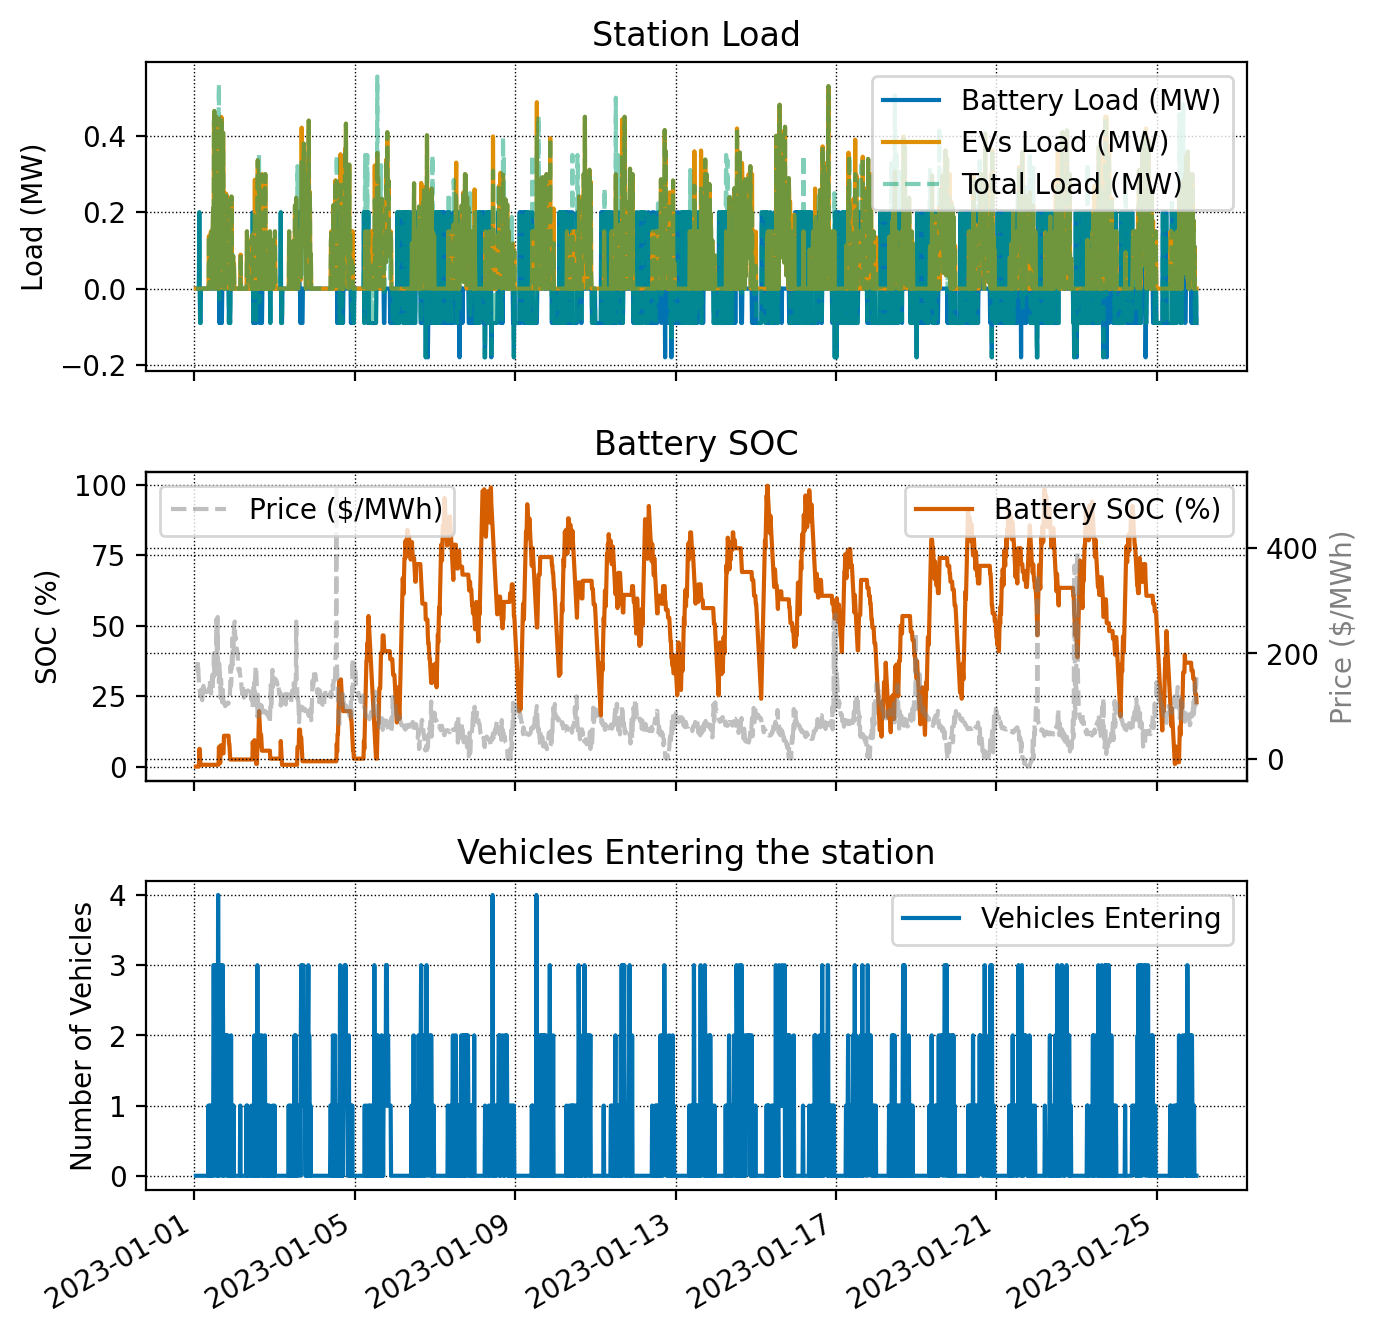 Station Load
Load (MW)
0.4
0.2
0.0
−0.2
Battery Load (MW)
EVs Load (MW)
Total Load (MW)
Battery SOC
SOC (%)
100
75
50
25
0
Price ($/MWh)
Battery SOC (%)
400
200
0
Price ($/MWh)
Vehicles Entering the station
Number of Vehicles
4
3
2
1
0
Vehicles Entering
2023-01-01
2023-01-05
2023-01-09
2023-01-13
2023-01-17
2023-01-21
2023-01-25